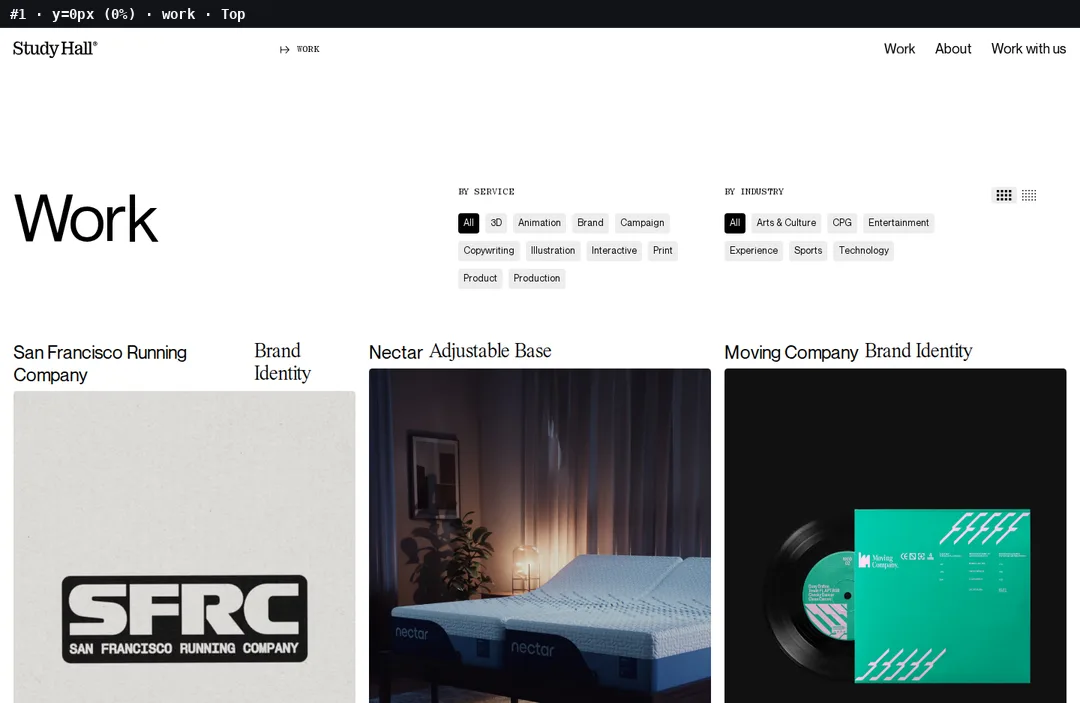 #1 · y=0px (0%) · work · Top
Study Hall®
↦ WORK
Work About Work with us
Work
BY SERVICE
All 3D Animation Brand Campaign
Copywriting Illustration Interactive Print
Product Production
BY INDUSTRY
All Arts & Culture CPG Entertainment
Experience Sports Technology
San Francisco Running
Company
Brand
Identity
Nectar Adjustable Base
Moving Company Brand Identity
SFRC
SAN FRANCISCO RUNNING COMPANY
nectar
nectar
Moving
Company.